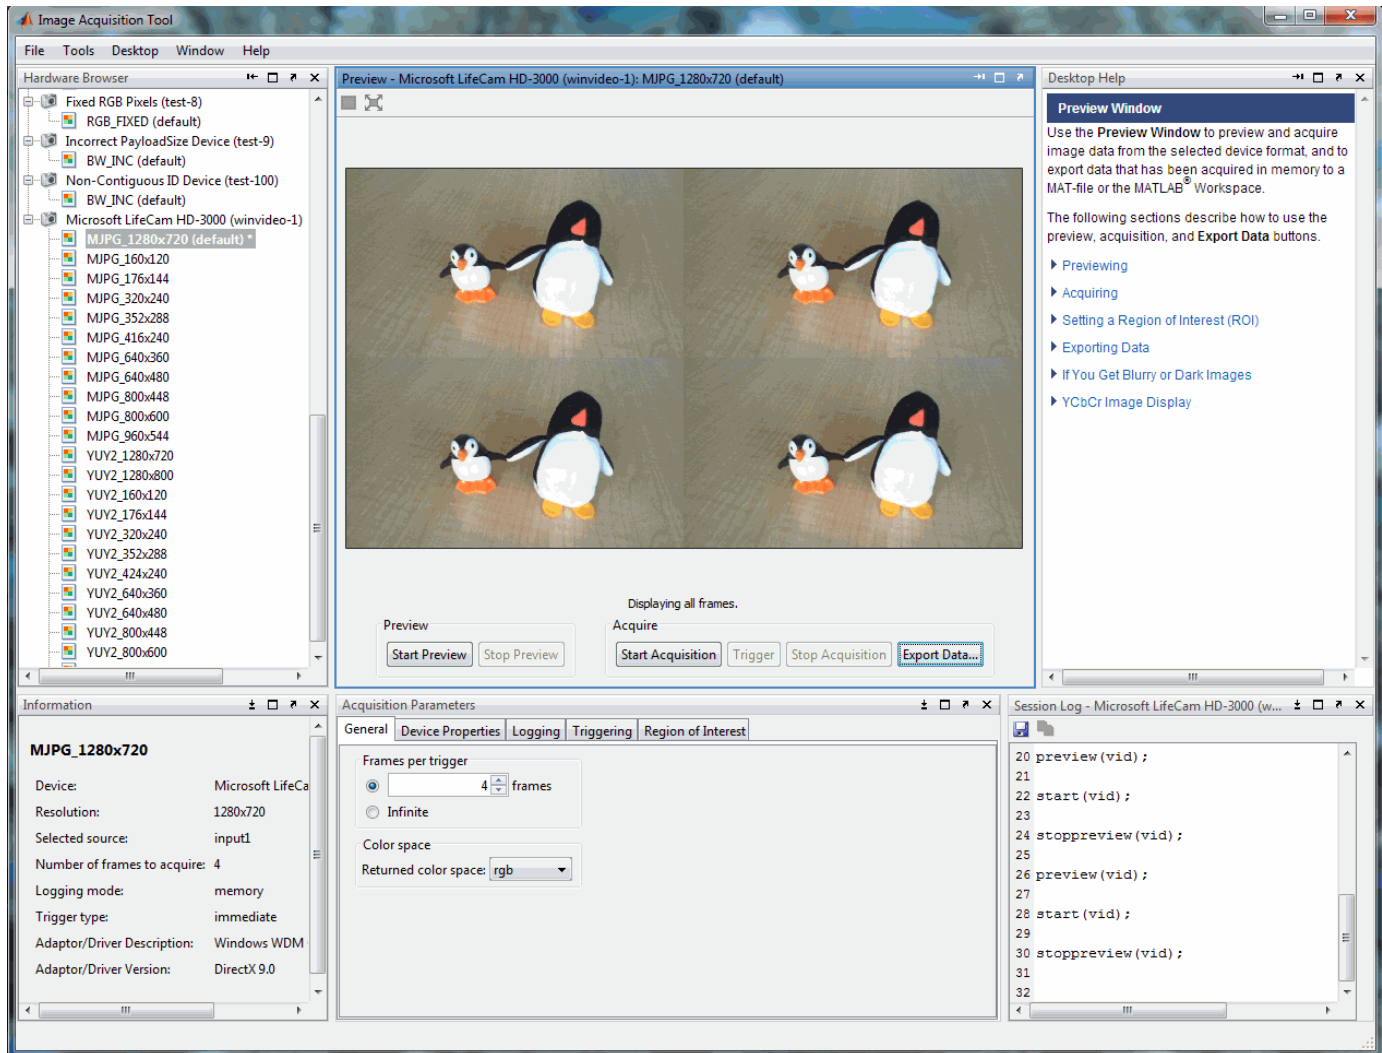 Image Acquisition Tool
File Tools Desktop Window Help
Hardware Browser
Fixed RGB Pixels (test-8)
RGB_FIXED (default)
Incorrect PayloadSize Device (test-9)
BW_INC (default)
Non-Contiguous ID Device (test-100)
BW_INC (default)
Microsoft LifeCam HD-3000 (winvideo-1)
MJPG_1280x720 (default) *
MJPG_160x120
MJPG_176x144
MJPG_320x240
MJPG_352x288
MJPG_416x240
MJPG_640x360
MJPG_640x480
MJPG_800x448
MJPG_800x600
MJPG_960x544
YUY2_1280x720
YUY2_1280x800
YUY2_160x120
YUY2_176x144
YUY2_320x240
YUY2_352x288
YUY2_424x240
YUY2_640x360
YUY2_640x480
YUY2_800x448
YUY2_800x600
Preview - Microsoft LifeCam HD-3000 (winvideo-1): MJPG_1280x720 (default)
Displaying all frames.
Preview
Start Preview Stop Preview
Acquire
Start Acquisition Trigger Stop Acquisition Export Data...
Desktop Help
Preview Window
Use the Preview Window to preview and acquire
image data from the selected device format, and to
export data that has been acquired in memory to a
MAT-file or the MATLAB® Workspace.
The following sections describe how to use the
preview, acquisition, and Export Data buttons.
Previewing
Acquiring
Setting a Region of Interest (ROI)
Exporting Data
If You Get Blurry or Dark Images
YCbCr Image Display
Information
MJPG_1280x720
Device: Microsoft LifeCa
Resolution: 1280x720
Selected source: input1
Number of frames to acquire: 4
Logging mode: memory
Trigger type: immediate
Adaptor/Driver Description: Windows WDM
Adaptor/Driver Version: DirectX 9.0
Acquisition Parameters
General Device Properties Logging Triggering Region of Interest
Frames per trigger
4 frames
Infinite
Color space
Returned color space: rgb
Session Log - Microsoft LifeCam HD-3000 (w...
20 preview(vid);
21
22 start(vid);
23
24 stoppreview(vid);
25
26 preview(vid);
27
28 start(vid);
29
30 stoppreview(vid);
31
32